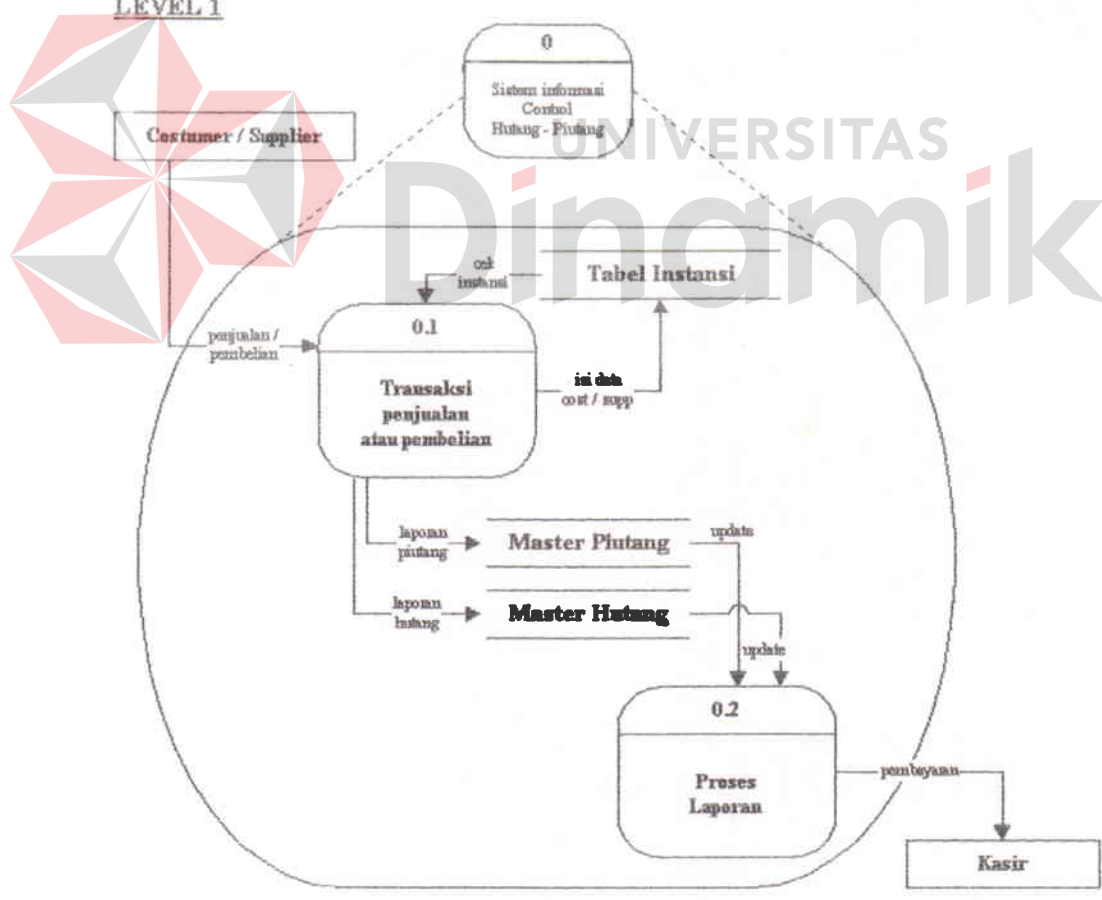 LEVEL 1
0
Sistem informasi
Control
Hutang - Piutang
UNIVERSITAS
Dinamika
Costumer / Supplier
cek
instansi
Tabel Instansi
penjualan /
pembelian
0.1
Transaksi
penjualan
atau pembelian
isi data
cost / supp
laporan
piutang
Master Piutang
update
laporan
hutang
Master Hutang
update
0.2
Proses
Laporan
pembayaran
Kasir